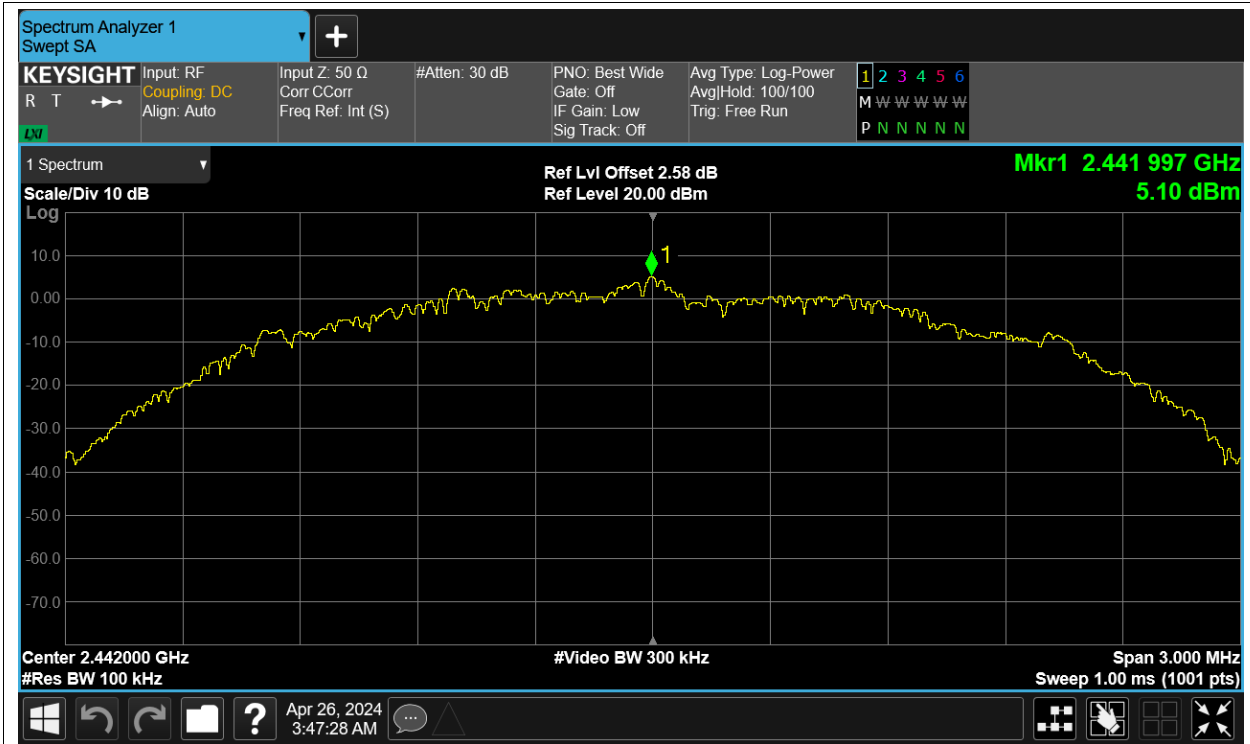 Spectrum Analyzer 1
Swept SA
KEYSIGHT
R T
LXI
Input: RF
Coupling: DC
Align: Auto
Input Z: 50 Ω
Corr CCorr
Freq Ref: Int (S)
#Atten: 30 dB
PNO: Best Wide
Gate: Off
IF Gain: Low
Sig Track: Off
Avg Type: Log-Power
Avg|Hold: 100/100
Trig: Free Run
1 2 3 4 5 6
M W W W W W
P N N N N N
1 Spectrum
Scale/Div 10 dB
Log
Ref Lvl Offset 2.58 dB
Ref Level 20.00 dBm
Mkr1 2.441 997 GHz
5.10 dBm
1
10.0
0.00
-10.0
-20.0
-30.0
-40.0
-50.0
-60.0
-70.0
Center 2.442000 GHz
#Res BW 100 kHz
#Video BW 300 kHz
Span 3.000 MHz
Sweep 1.00 ms (1001 pts)
?
Apr 26, 2024
3:47:28 AM